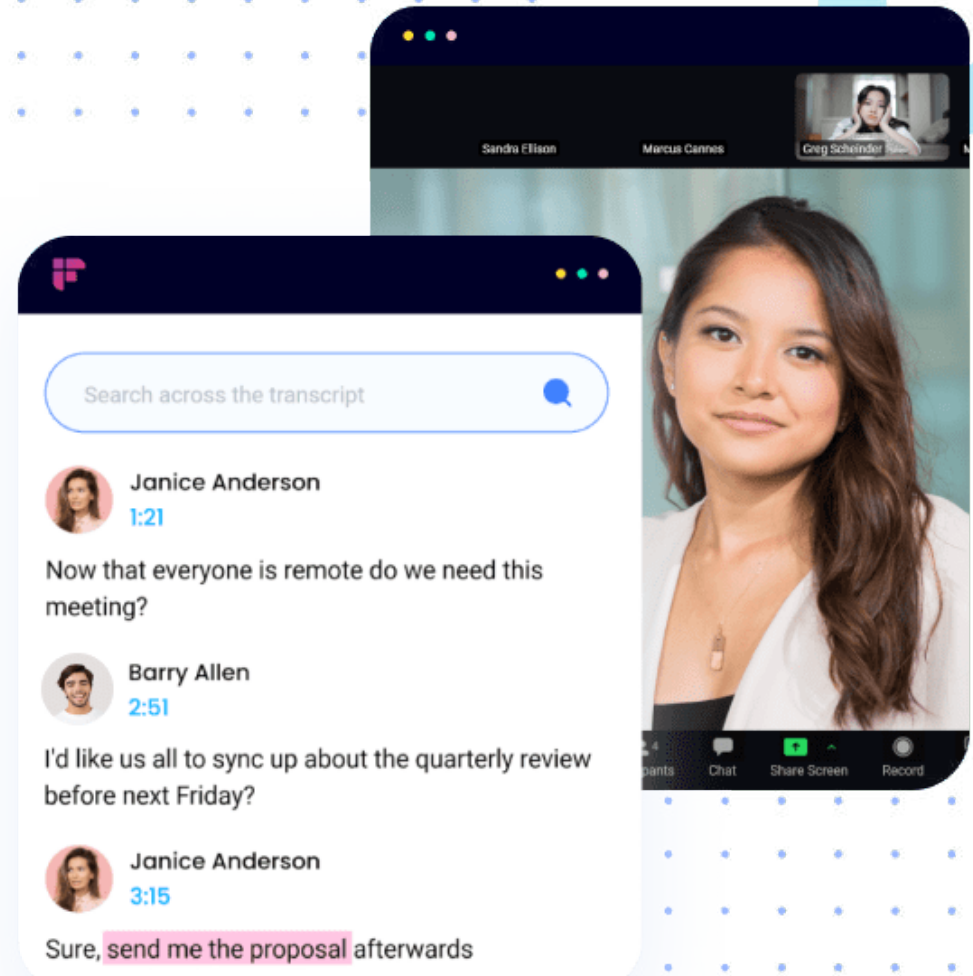 Sandra Ellison
Marcus Cannes
Greg Scheinder
Search across the transcript
Janice Anderson
1:21
Now that everyone is remote do we need this
meeting?
Barry Allen
2:51
I'd like us all to sync up about the quarterly review
before next Friday?
Janice Anderson
3:15
Sure, send me the proposal afterwards
4
Chat
Share Screen
Record